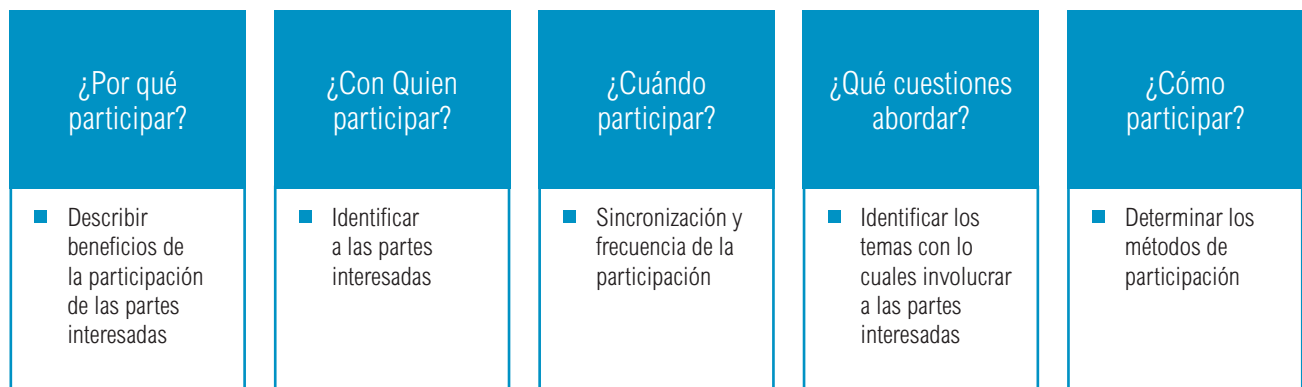 ¿Por qué
participar?
Describir
beneficios de
la participación
de las partes
interesadas
¿Con Quien
participar?
Identificar
a las partes
interesadas
¿Cuándo
participar?
Sincronización y
frecuencia de la
participación
¿Qué cuestiones
abordar?
Identificar los
temas con lo
cuales involucrar
a las partes
interesadas
¿Cómo
participar?
Determinar los
métodos de
participación